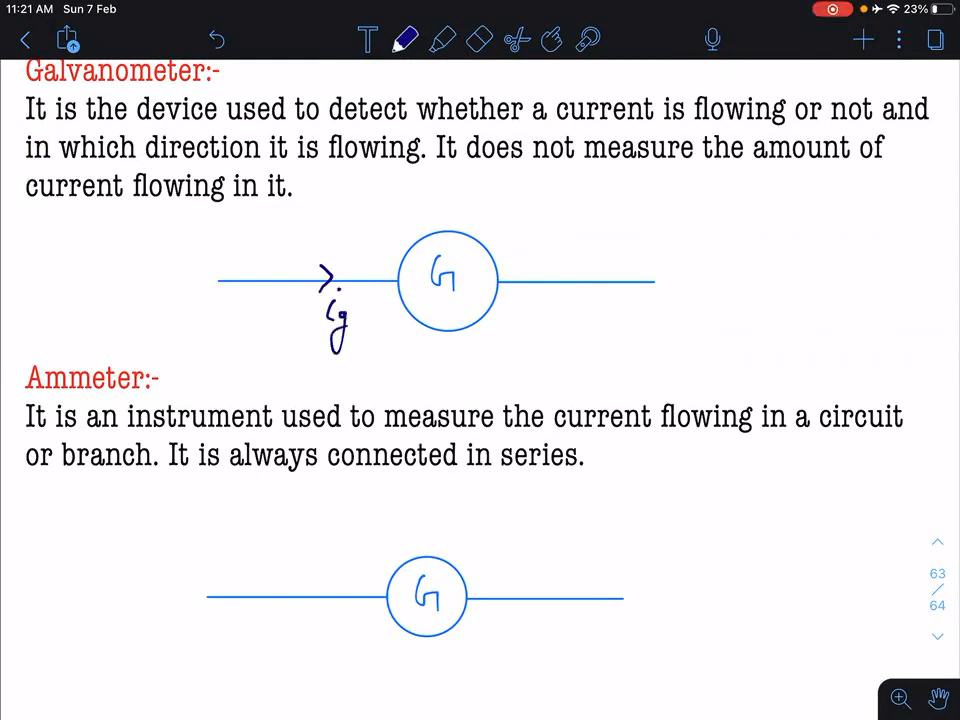 11:21 AM Sun 7 Feb
23%
T
Galvanometer:-
It is the device used to detect whether a current is flowing or not and
in which direction it is flowing. It does not measure the amount of
current flowing in it.
G
ig
Ammeter:-
It is an instrument used to measure the current flowing in a circuit
or branch. It is always connected in series.
63
/
64
G